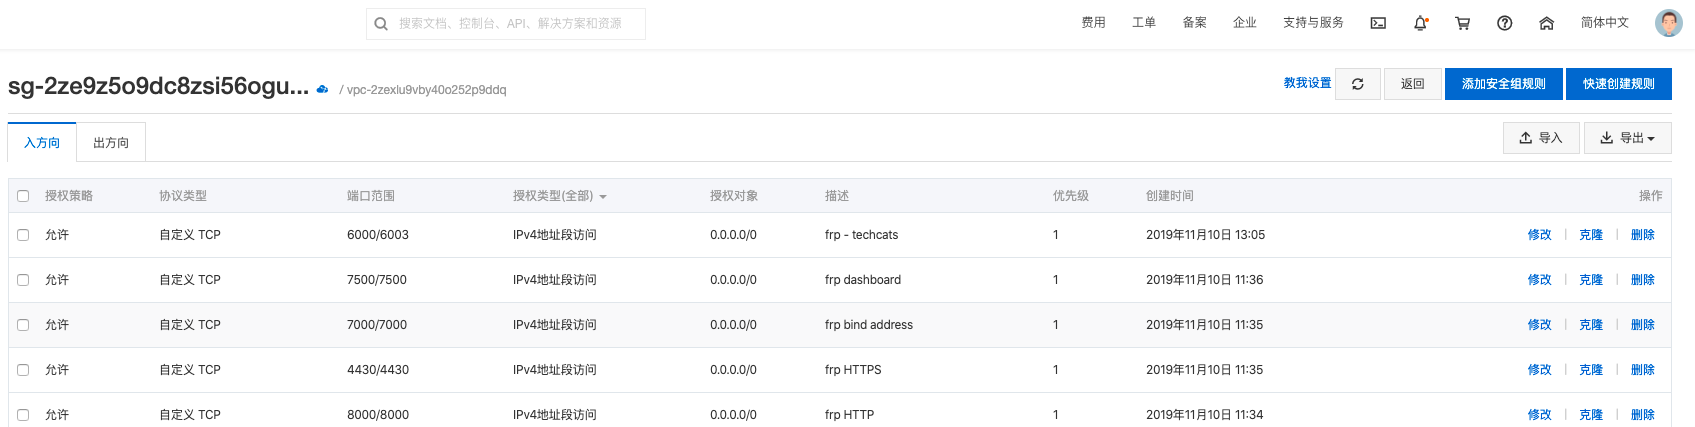 搜索文档、控制台、API、解决方案和资源 费用 工单 备案 企业 支持与服务 简体中文
sg-2ze9z5o9dc8zsi56ogu... / vpc-2zexlu9vby40o252p9ddq 教我设置 返回 添加安全组规则 快速创建规则
入方向 出方向 导入 导出
授权策略 协议类型 端口范围 授权类型(全部) 授权对象 描述 优先级 创建时间 操作
允许 自定义 TCP 6000/6003 IPv4地址段访问 0.0.0.0/0 frp - techcats 1 2019年11月10日 13:05 修改 | 克隆 | 删除
允许 自定义 TCP 7500/7500 IPv4地址段访问 0.0.0.0/0 frp dashboard 1 2019年11月10日 11:36 修改 | 克隆 | 删除
允许 自定义 TCP 7000/7000 IPv4地址段访问 0.0.0.0/0 frp bind address 1 2019年11月10日 11:35 修改 | 克隆 | 删除
允许 自定义 TCP 4430/4430 IPv4地址段访问 0.0.0.0/0 frp HTTPS 1 2019年11月10日 11:35 修改 | 克隆 | 删除
允许 自定义 TCP 8000/8000 IPv4地址段访问 0.0.0.0/0 frp HTTP 1 2019年11月10日 11:34 修改 | 克隆 | 删除